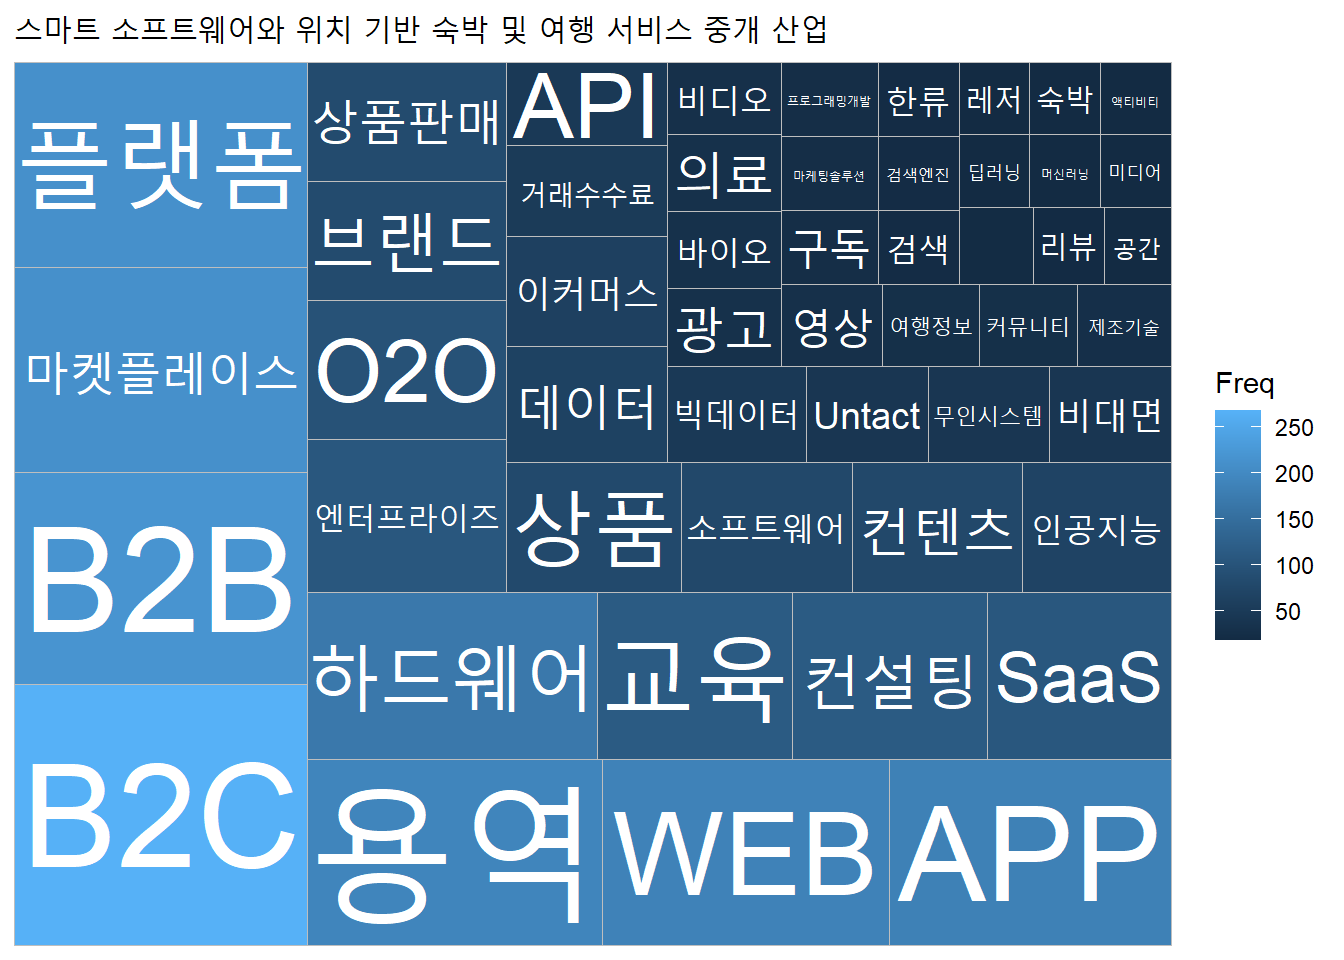 스마트 소프트웨어와 위치 기반 숙박 및 여행 서비스 중개 산업
플랫폼
마켓플레이스
B2B
B2C
상품판매
브랜드
O2O
엔터프라이즈
API
거래수수료
이커머스
데이터
비디오
프로그래밍개발
한류
레저
숙박
액티비티
의료
마케팅솔루션
검색엔진
딥러닝
머신러닝
미디어
바이오
구독
검색
리뷰
공간
광고
영상
여행정보
커뮤니티
제조기술
빅데이터
Untact
무인시스템
비대면
상품
소프트웨어
컨텐츠
인공지능
하드웨어
교육
컨설팅
SaaS
용역
WEB
APP
Freq
250
200
150
100
50